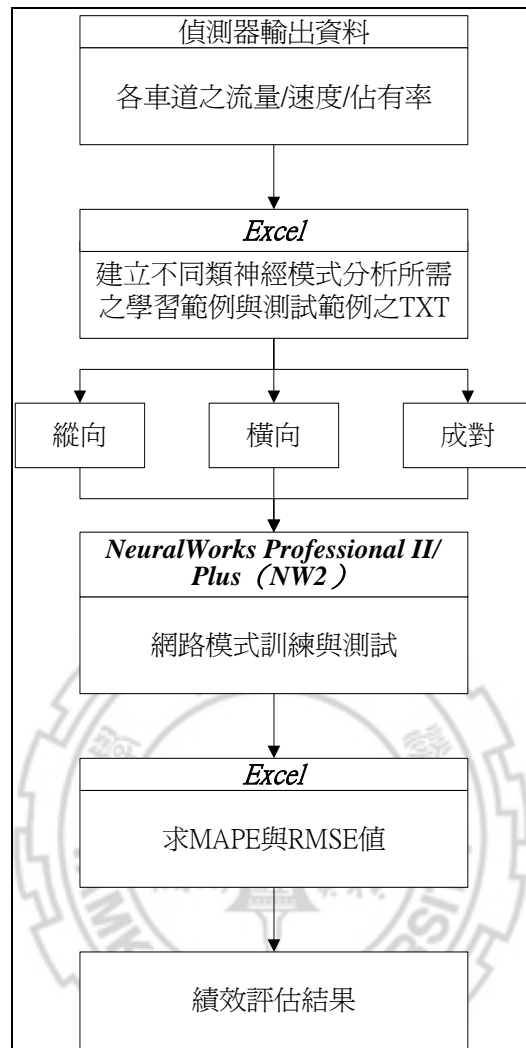 偵測器輸出資料
各車道之流量/速度/佔有率
Excel
建立不同類神經模式分析所需
之學習範例與測試範例之TXT
縱向
橫向
成對
NeuralWorks Professional II/
Plus（NW2）
網路模式訓練與測試
Excel
求MAPE與RMSE值
績效評估結果